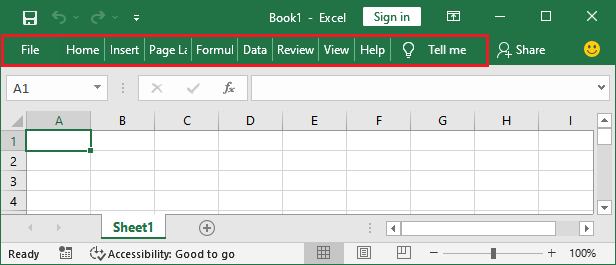 Book1 - Excel Sign in
File Home Insert Page La Formul Data Review View Help Tell me Share
A1 fx
A B C D E F G H I
1
2
3
4
Sheet1
Ready Accessibility: Good to go 100%